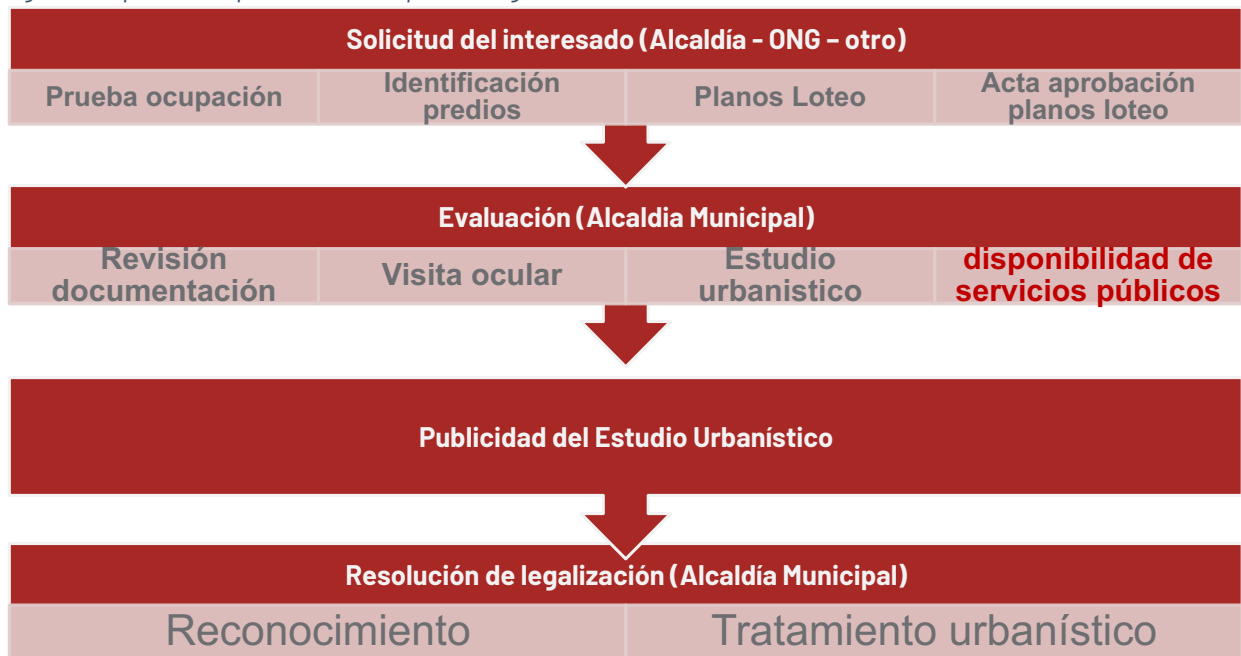 Solicitud del interesado (Alcaldía - ONG – otro)
Prueba ocupación
Identificación
predios
Planos Loteo
Acta aprobación
planos loteo
Evaluación (Alcaldia Municipal)
Revisión
documentación
Visita ocular
Estudio
urbanistico
disponibilidad de
servicios públicos
Publicidad del Estudio Urbanístico
Resolución de legalización (Alcaldía Municipal)
Reconocimiento
Tratamiento urbanístico